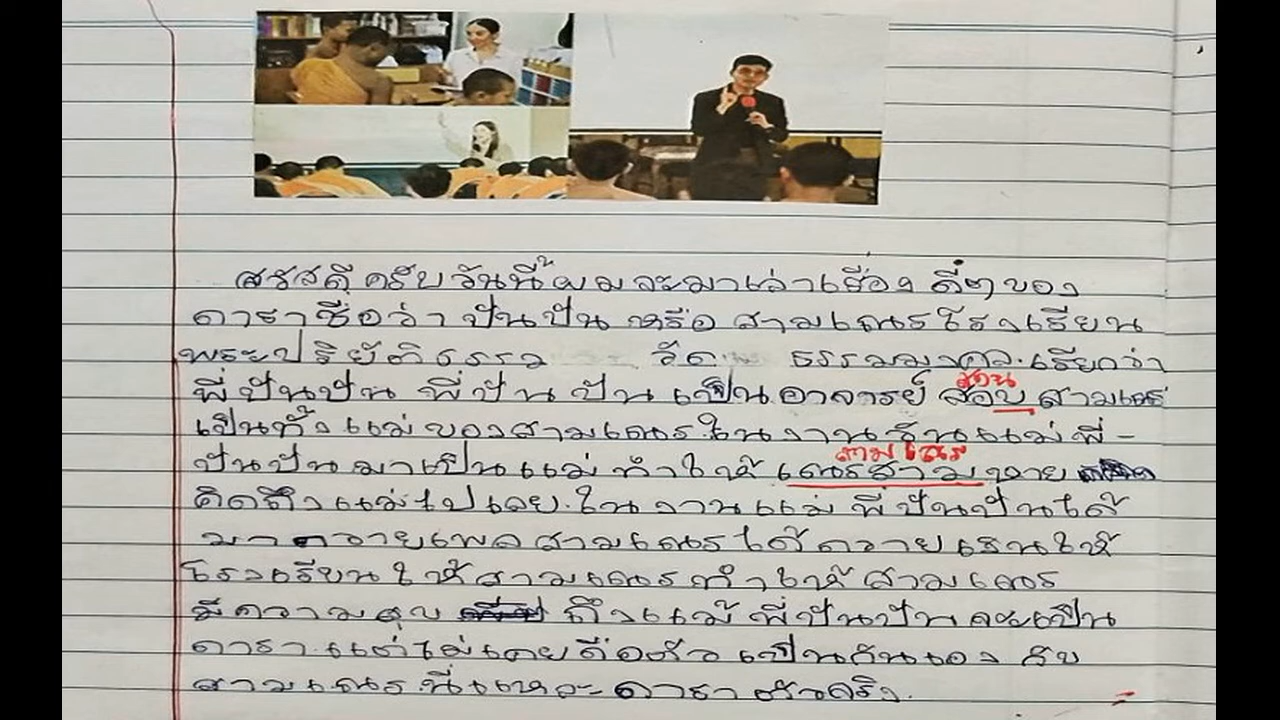 สวสดีครับวันนี้ผมจะมาเล่าเรื่องดีๆของ
ดาราชื่อว่า ปันปัน หรือ สามเณรโรงเรียน
พระปริยัติธรรม วัด ธรรมมงคล.เรียกว่า
พี่ปันปัน พี่ปัน ปัน เป็น อาจารย์ สอบ สามเณร
สอน
เป็นทั้งแม่ของสามเณร.ในงานวันแม่พี่-
ปันปัน มาเป็นแม่ ทำให้ เณรสาม หาย
สามเณร
คิดถึงแม่ไปเลย.ในงานแม่ พี่ปันปันได้
มาถวายเพลสามเณร ได้ถวาย ให้
โรงเรียน ให้สามเณร ทำให้ สามเณร
มีความสุข ถึงแม้ พี่ปันปัน จะเป็น
ดารา แต่ไม่เคยถือตัว เป็นกันเอง กับ
สามเณร นี่แหละ ดารา ตัวจริง.